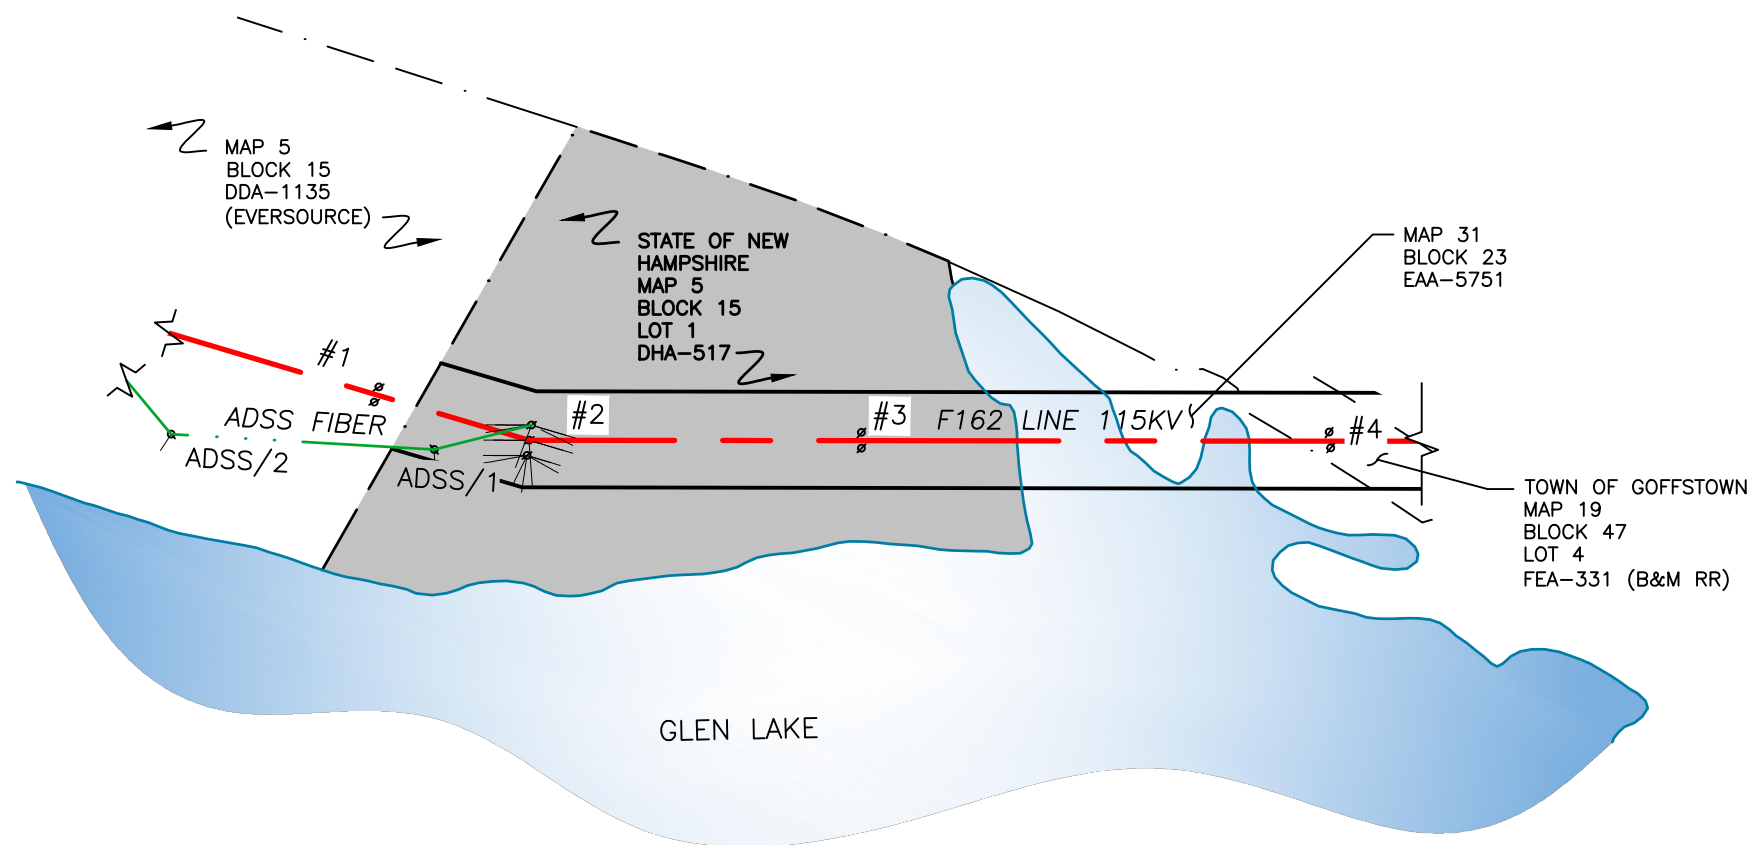 MAP 5
BLOCK 15
DDA-1135
(EVERSOURCE)
STATE OF NEW
HAMPSHIRE
MAP 5
BLOCK 15
LOT 1
DHA-517
MAP 31
BLOCK 23
EAA-5751
#1
ADSS FIBER
ADSS/2
ADSS/1
#2
#3
F162 LINE 115KV
#4
TOWN OF GOFFSTOWN
MAP 19
BLOCK 47
LOT 4
FEA-331 (B&M RR)
GLEN LAKE